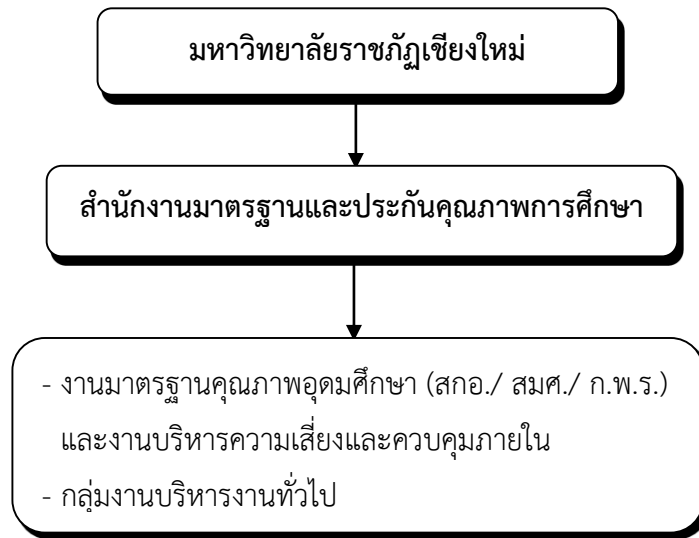 มหาวิทยาลัยราชภัฏเชียงใหม่
สำนักงานมาตรฐานและประกันคุณภาพการศึกษา
- งานมาตรฐานคุณภาพอุดมศึกษา (สกอ./ สมศ./ ก.พ.ร.)
และงานบริหารความเสี่ยงและควบคุมภายใน
- กลุ่มงานบริหารงานทั่วไป